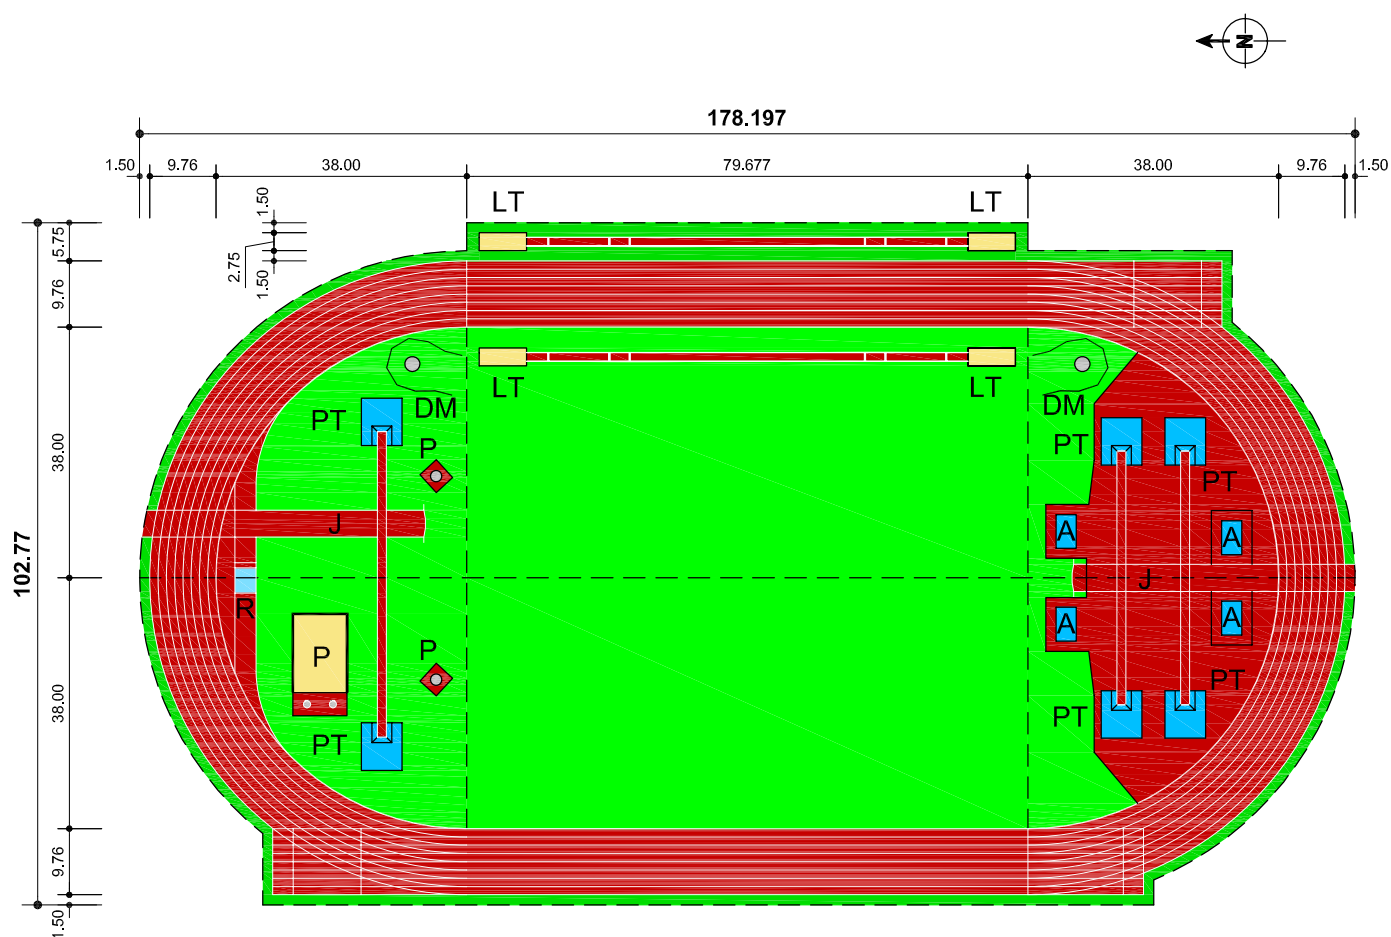 N
178.197
1.50 9.76 38.00 79.677 38.00 9.76 1.50
LT LT
1.50
5.75
2.75
1.50
9.76
LT LT
DM DM
PT PT
P
38.00
PT
J A A
102.77
J
R
A A
P
P
PT
38.00
PT PT
9.76
1.50